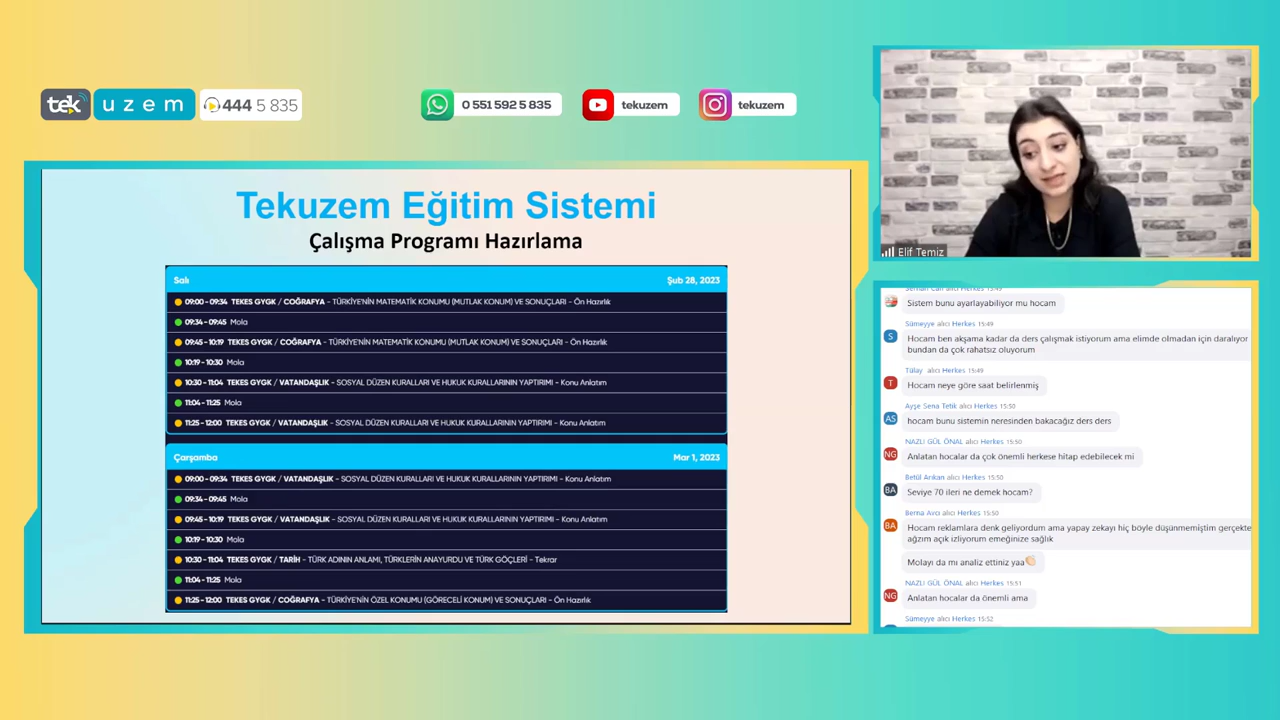 tek uzem 444 5 835
0 551 592 5 835
tekuzem
tekuzem
Tekuzem Eğitim Sistemi
Çalışma Programı Hazırlama
Salı Şub 28, 2023
09:00 - 09:34 TEKES GYGK / COĞRAFYA - TÜRKİYE'NİN MATEMATİK KONUMU (MUTLAK KONUM) VE SONUÇLARI - Ön Hazırlık
09:34 - 09:45 Mola
09:45 - 10:19 TEKES GYGK / COĞRAFYA - TÜRKİYE'NİN MATEMATİK KONUMU (MUTLAK KONUM) VE SONUÇLARI - Ön Hazırlık
10:19 - 10:30 Mola
10:30 - 11:04 TEKES GYGK / VATANDAŞLIK - SOSYAL DÜZEN KURALLARI VE HUKUK KURALLARININ YAPTIRIMI - Konu Anlatım
11:04 - 11:25 Mola
11:25 - 12:00 TEKES GYGK / VATANDAŞLIK - SOSYAL DÜZEN KURALLARI VE HUKUK KURALLARININ YAPTIRIMI - Konu Anlatım
Çarşamba Mar 1, 2023
09:00 - 09:34 TEKES GYGK / VATANDAŞLIK - SOSYAL DÜZEN KURALLARI VE HUKUK KURALLARININ YAPTIRIMI - Konu Anlatım
09:34 - 09:45 Mola
09:45 - 10:19 TEKES GYGK / VATANDAŞLIK - SOSYAL DÜZEN KURALLARI VE HUKUK KURALLARININ YAPTIRIMI - Konu Anlatım
10:19 - 10:30 Mola
10:30 - 11:04 TEKES GYGK / TARİH - TÜRK ADININ ANLAMI, TÜRKLERİN ANAYURDU VE TÜRK GÖÇLERİ - Tekrar
11:04 - 11:25 Mola
11:25 - 12:00 TEKES GYGK / COĞRAFYA - TÜRKİYE'NİN ÖZEL KONUMU (GÖRECELİ KONUM) VE SONUÇLARI - Ön Hazırlık
Elif Temiz
alıcı Herkes 15:49
Sistem bunu ayarlayabiliyor mu hocam
Sümeyye alıcı Herkes 15:49
S
Hocam ben akşama kadar da ders çalışmak istiyorum ama elimde olmadan için daralıyor
bundan da çok rahatsız oluyorum
Tülay alıcı Herkes 15:49
T
Hocam neye göre saat belirlenmiş
Ayşe Sena Tetik alıcı Herkes 15:50
AS
hocam bunu sistemin neresinden bakacağız ders ders
NAZLI GÜL ÖNAL alıcı Herkes 15:50
NG
Anlatan hocalar da çok önemli herkese hitap edebilecek mi
Betül Arıkan alıcı Herkes 15:50
BA
Seviye 70 ileri ne demek hocam?
Berna Avcı alıcı Herkes 15:50
BA
Hocam reklamlara denk geliyordum ama yapay zekayı hiç böyle düşünmemiştim gerçekte
ağzım açık izliyorum emeğinize sağlık
Molayı da mı analiz ettiniz yaa👏
NAZLI GÜL ÖNAL alıcı Herkes 15:51
NG
Anlatan hocalar da önemli ama
Sümeyye alıcı Herkes 15:52